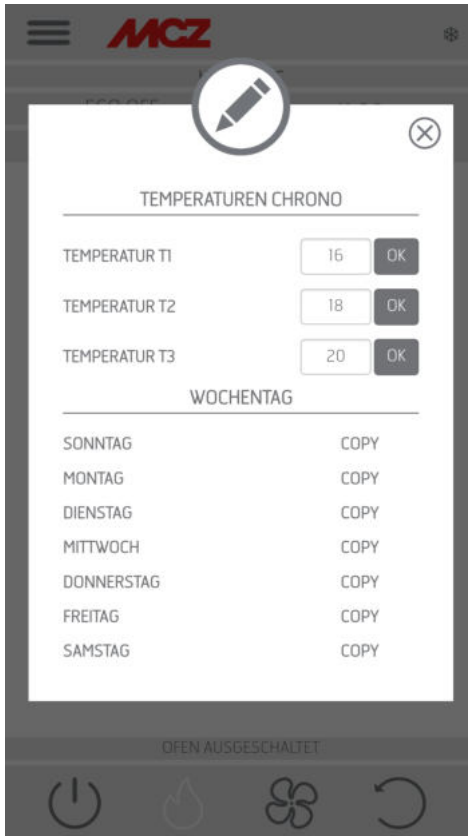 MCZ
TEMPERATUREN CHRONO
TEMPERATUR T1 16 OK
TEMPERATUR T2 18 OK
TEMPERATUR T3 20 OK
WOCHENTAG
SONNTAG COPY
MONTAG COPY
DIENSTAG COPY
MITTWOCH COPY
DONNERSTAG COPY
FREITAG COPY
SAMSTAG COPY
OFEN AUSGESCHALTET